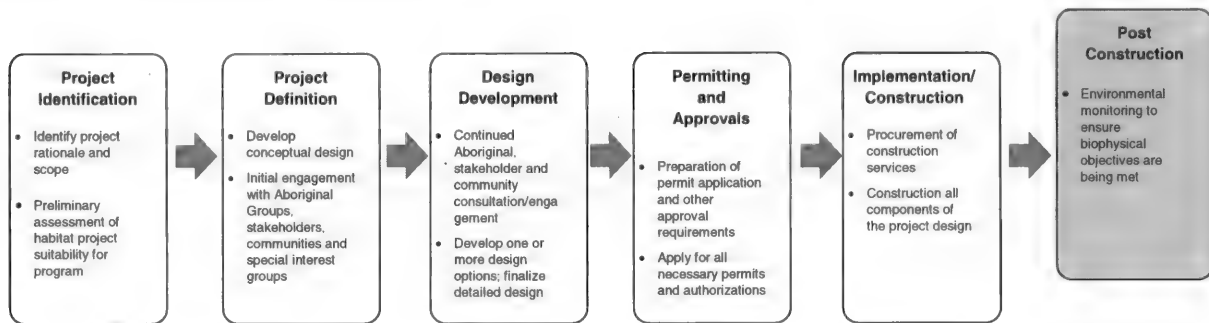 Project
Identification
• Identify project
rationale and
scope
• Preliminary
assessment of
habitat project
suitability for
program
Project
Definition
• Develop
conceptual design
• Initial engagement
with Aboriginal
Groups,
stakeholders,
communities and
special interest
groups
Design
Development
• Continued
Aboriginal,
stakeholder and
community
consultation/enga
gement
• Develop one or
more design
options; finalize
detailed design
Permitting
and
Approvals
• Preparation of
permit application
and other
approval
requirements
• Apply for all
necessary permits
and authorizations
Implementation/
Construction
• Procurement of
construction
services
• Construction all
components of
the project design
Post
Construction
• Environmental
monitoring to
ensure
biophysical
objectives are
being met